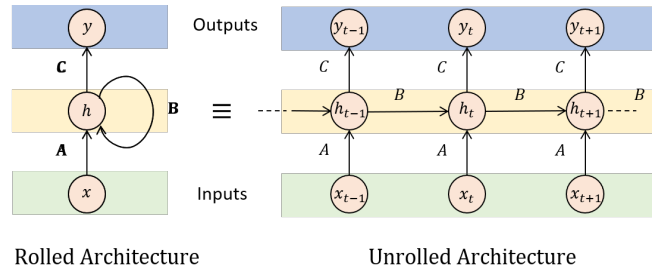 y Outputs y_{t−1} y_t y_{t+1}
C C C C
B B B
h B ≡ h_{t−1} h_t h_{t+1}
A A A A
x Inputs x_{t−1} x_t x_{t+1}
Rolled Architecture Unrolled Architecture